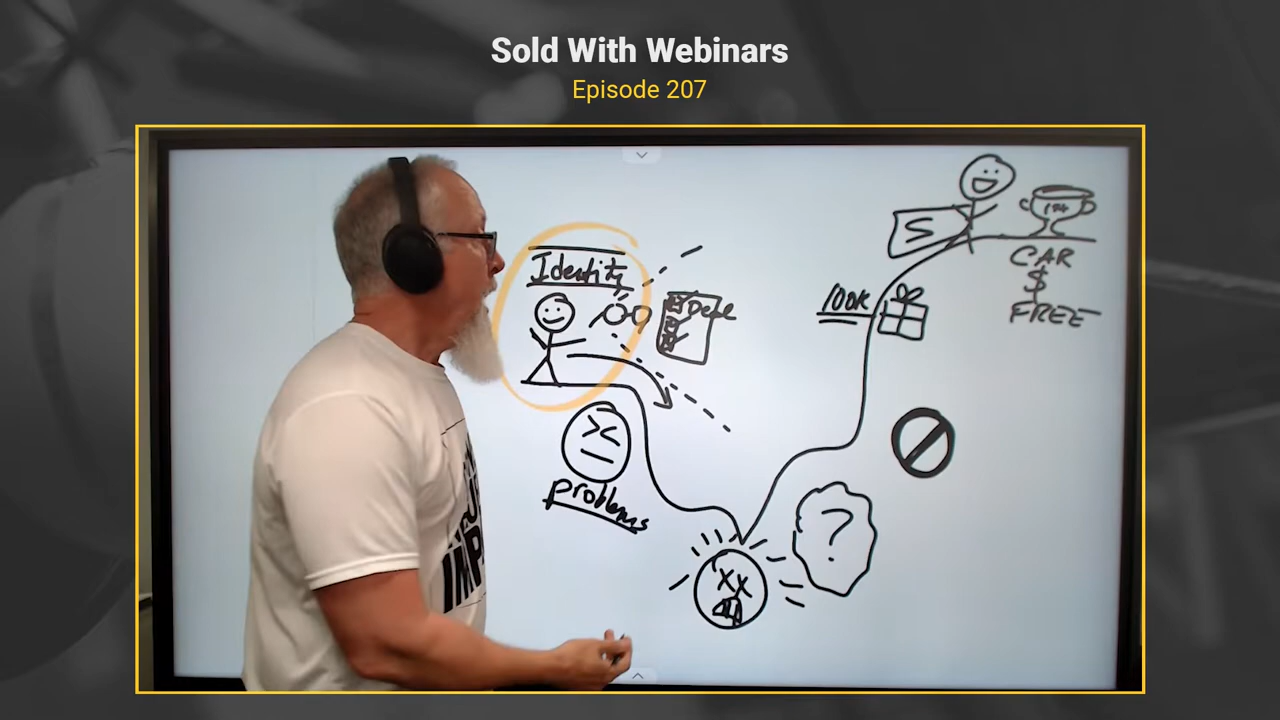 Sold With Webinars
Episode 207
Identity
problems
?
100K
S
CAR
$
FREE